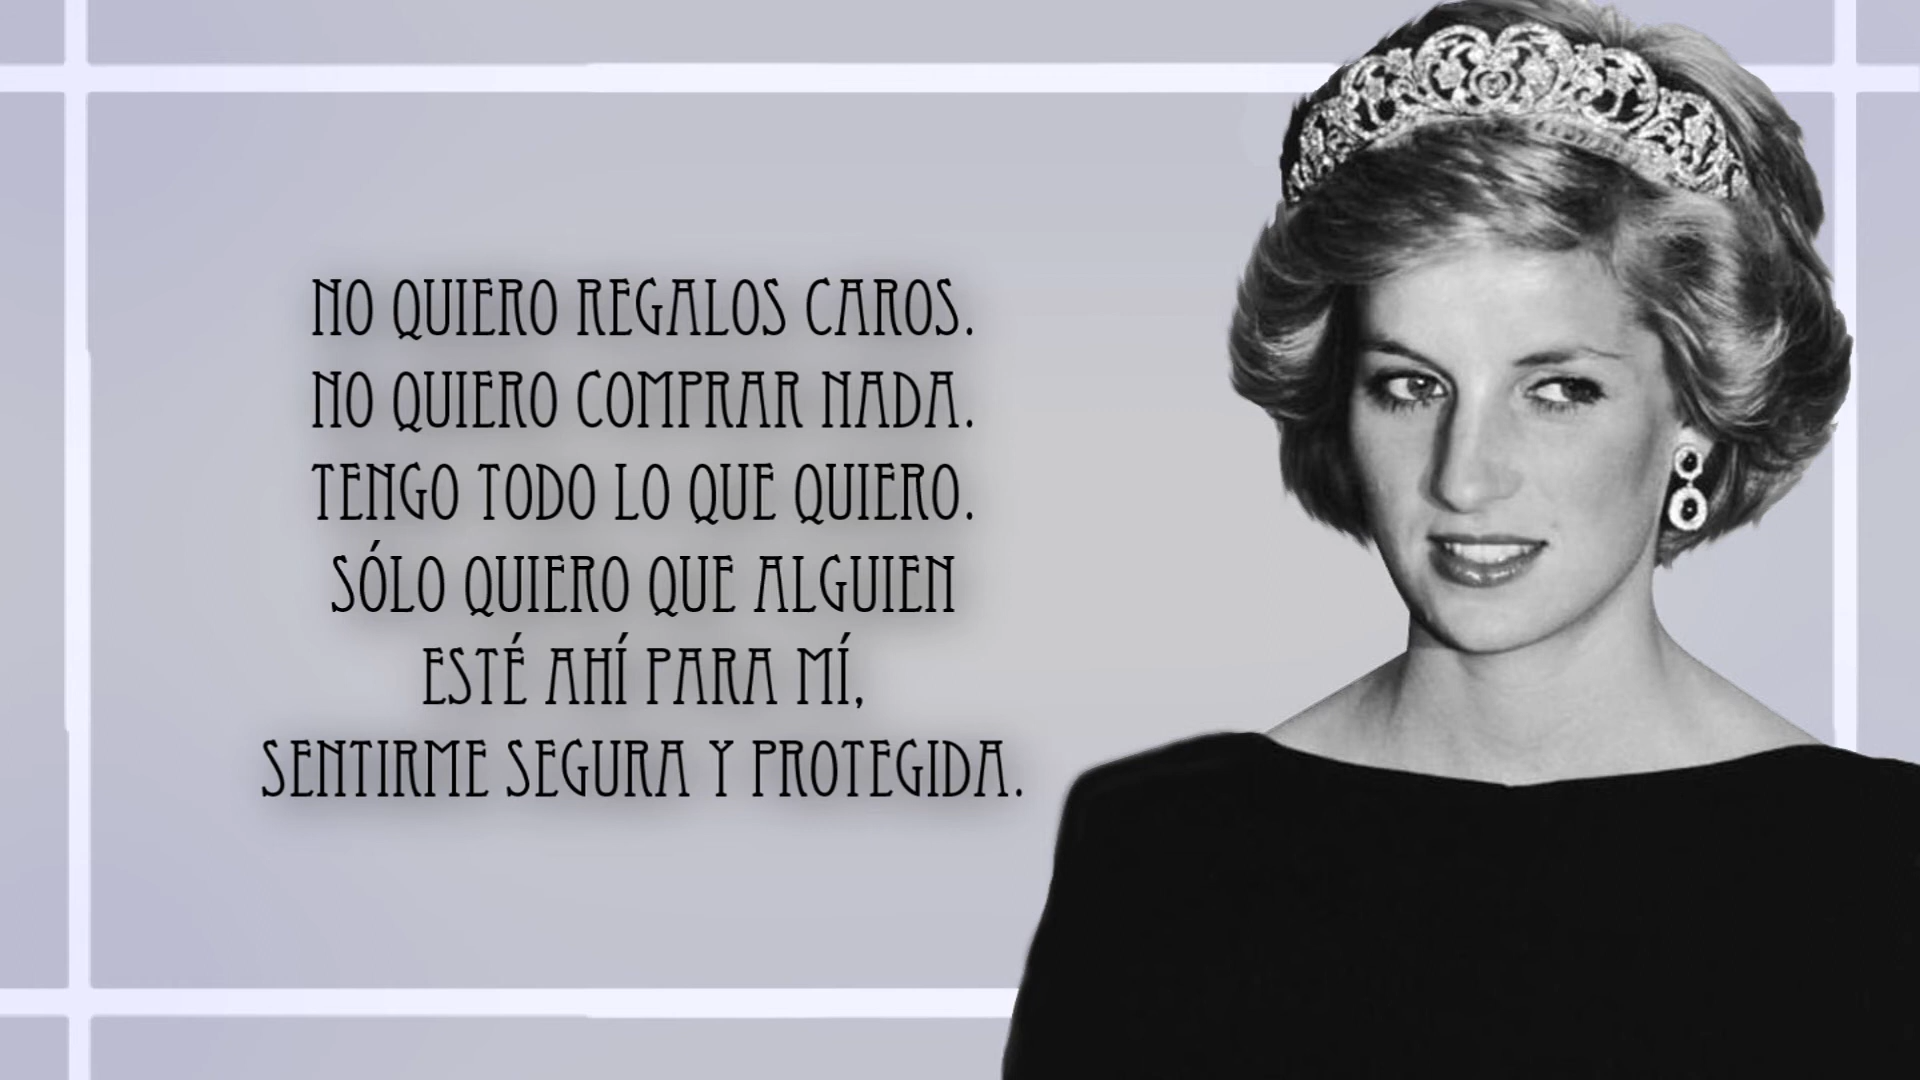 NO QUIERO REGALOS CAROS.
NO QUIERO COMPRAR NADA.
TENGO TODO LO QUE QUIERO.
SÓLO QUIERO QUE ALGUIEN
ESTÉ AHÍ PARA MÍ,
SENTIRME SEGURA Y PROTEGIDA.